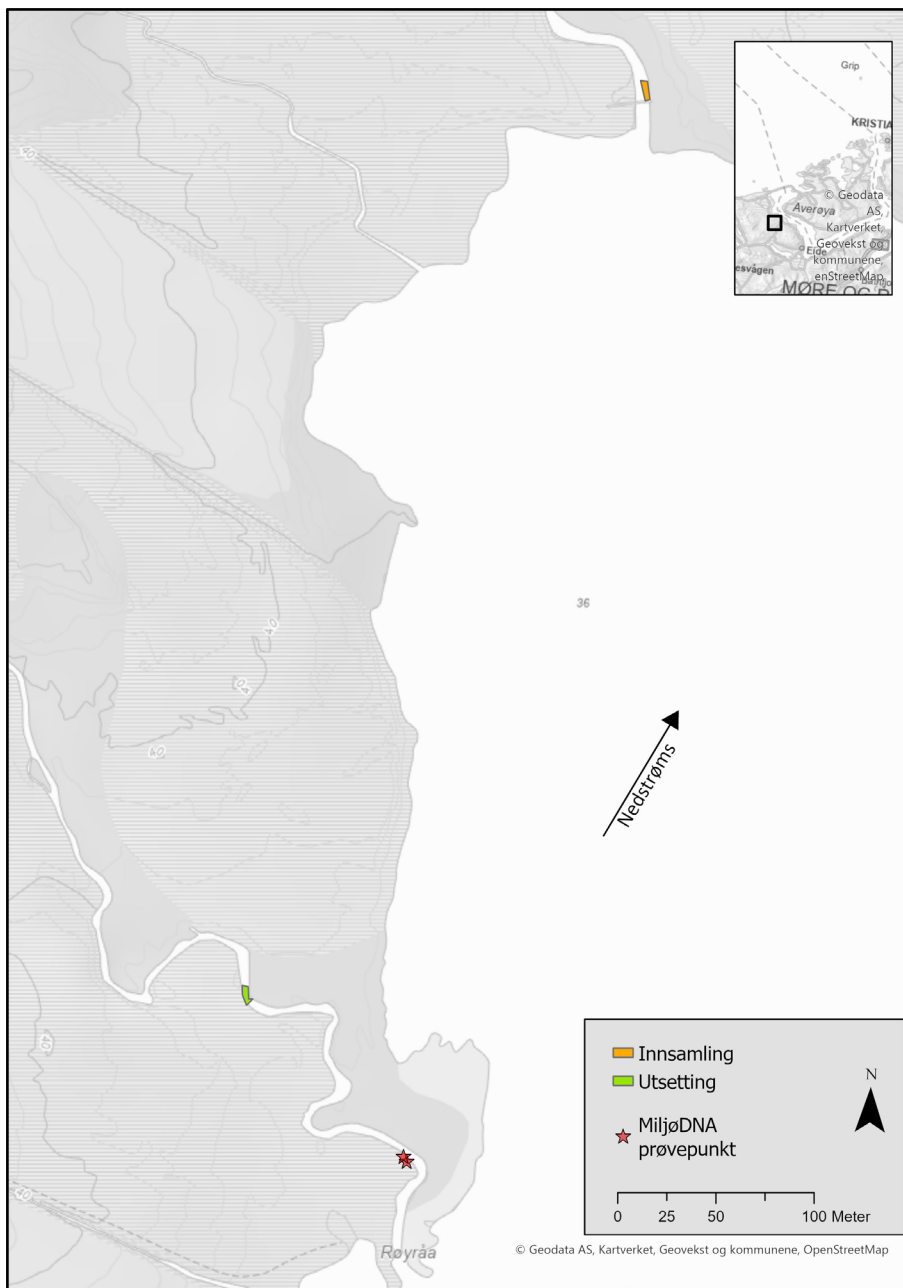 Grip
KRISTIA
© Geodata
AS,
Averøya
Kartverket,
Geovekst og
Eide
kommunene,
esvågen
enStreetMap
MØRE OG
40
40
40
40
36
Nedstrøms
40
40
Røyråa
Innsamling
Utsetting
MiljøDNA
prøvepunkt
N
0 25 50 100 Meter
© Geodata AS, Kartverket, Geovekst og kommunene, OpenStreetMap